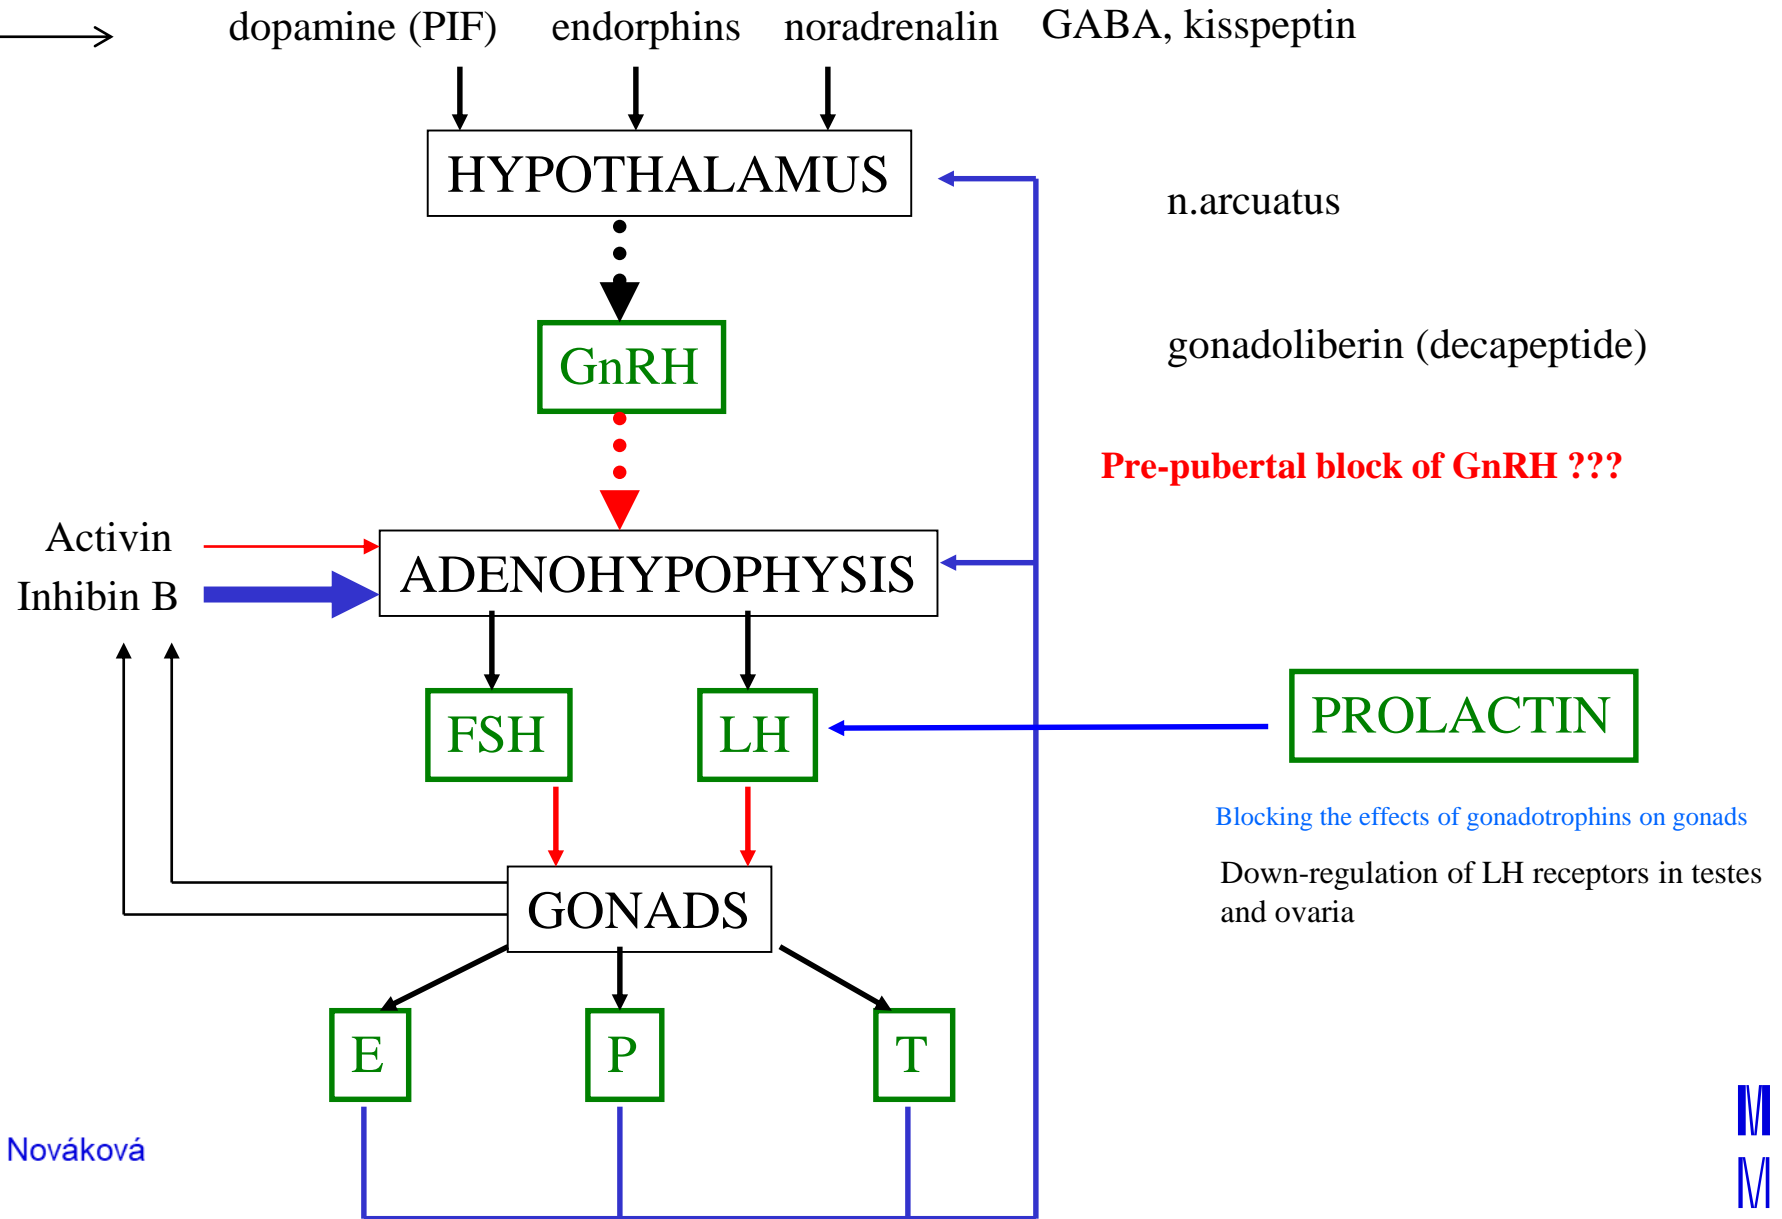 dopamine (PIF) endorphins noradrenalin GABA, kisspeptin
HYPOTHALAMUS
n.arcuatus
GnRH
gonadoliberin (decapeptide)
Pre-pubertal block of GnRH ???
Activin
Inhibin B
ADENOHYPOPHYSIS
FSH
LH
PROLACTIN
Blocking the effects of gonadotrophins on gonads
Down-regulation of LH receptors in testes
and ovaria
GONADS
E
P
T
Nováková
M
M